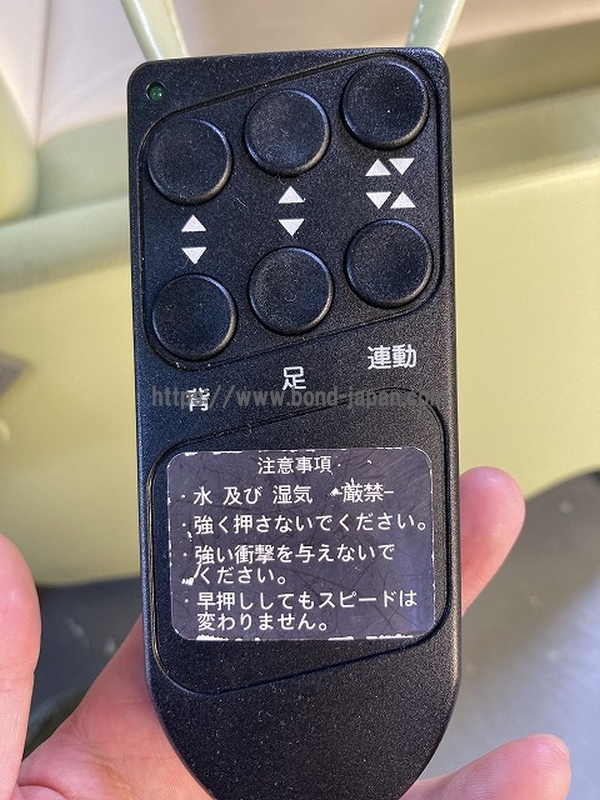 連動
足
背
https://www.bond-japan.com
注意事項
・水 及び 湿気 -厳禁-
・強く押さないでください。
・強い衝撃を与えないで
ください。
・早押ししてもスピードは
変わりません。